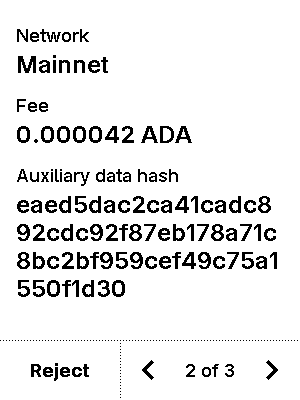 Network
Mainnet
Fee
0.000042 ADA
Auxiliary data hash
eaed5dac2ca41cadc8
92cdc92f87eb178a71c
8bc2bf959cef49c75a1
550f1d30
Reject
2 of 3